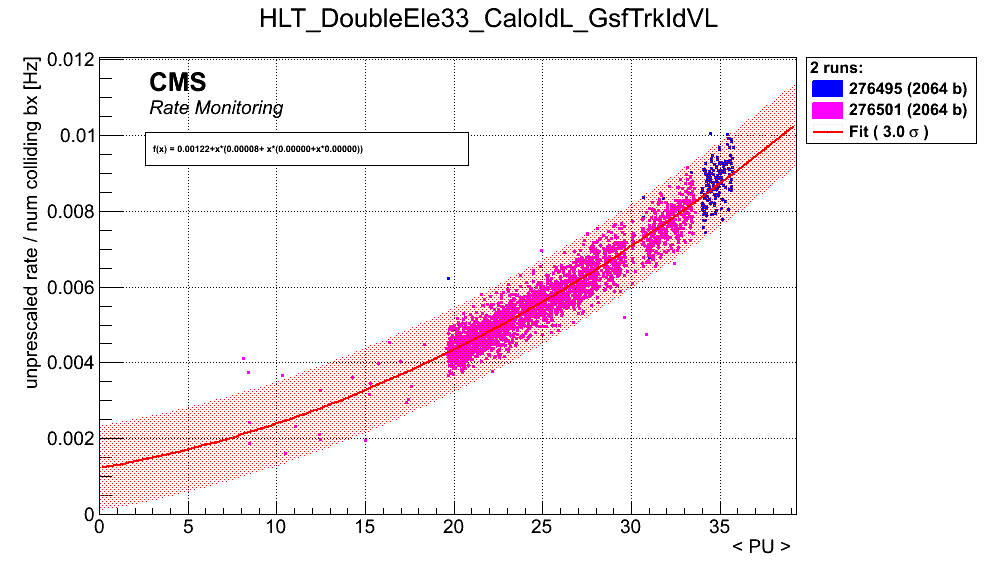 HLT_DoubleEle33_CaloIdL_GsfTrkIdVL
unprescaled rate / num colliding bx [Hz]
0.012
0.01
0.008
0.006
0.004
0.002
0
CMS
Rate Monitoring
f(x) = 0.00122+x*(0.00008+ x*(0.00000+x*0.00000))
2 runs:
276495 (2064 b)
276501 (2064 b)
Fit ( 3.0 σ )
0 5 10 15 20 25 30 35
< PU >